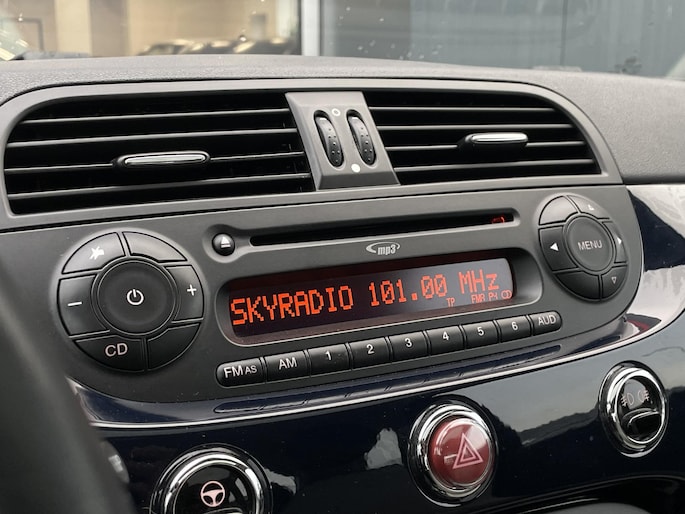 mp3
MENU
SKYRADIO 101.00 MHz
TP
CD
CD
FM AS AM 1 2 3 4 5 6 AUD